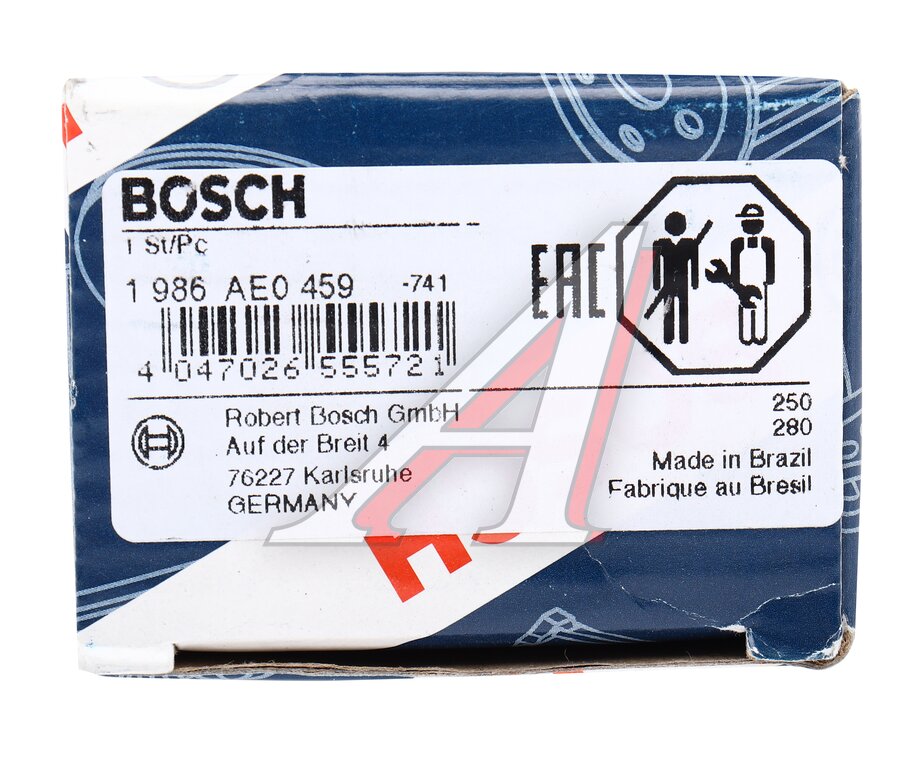 BOSCH
1 St/Pc
1 986 AE0 459 -741
4 047026 555721
EAC
Robert Bosch GmbH
Auf der Breit 4
76227 Karlsruhe
GERMANY
250
280
Made in Brazil
Fabrique au Bresil